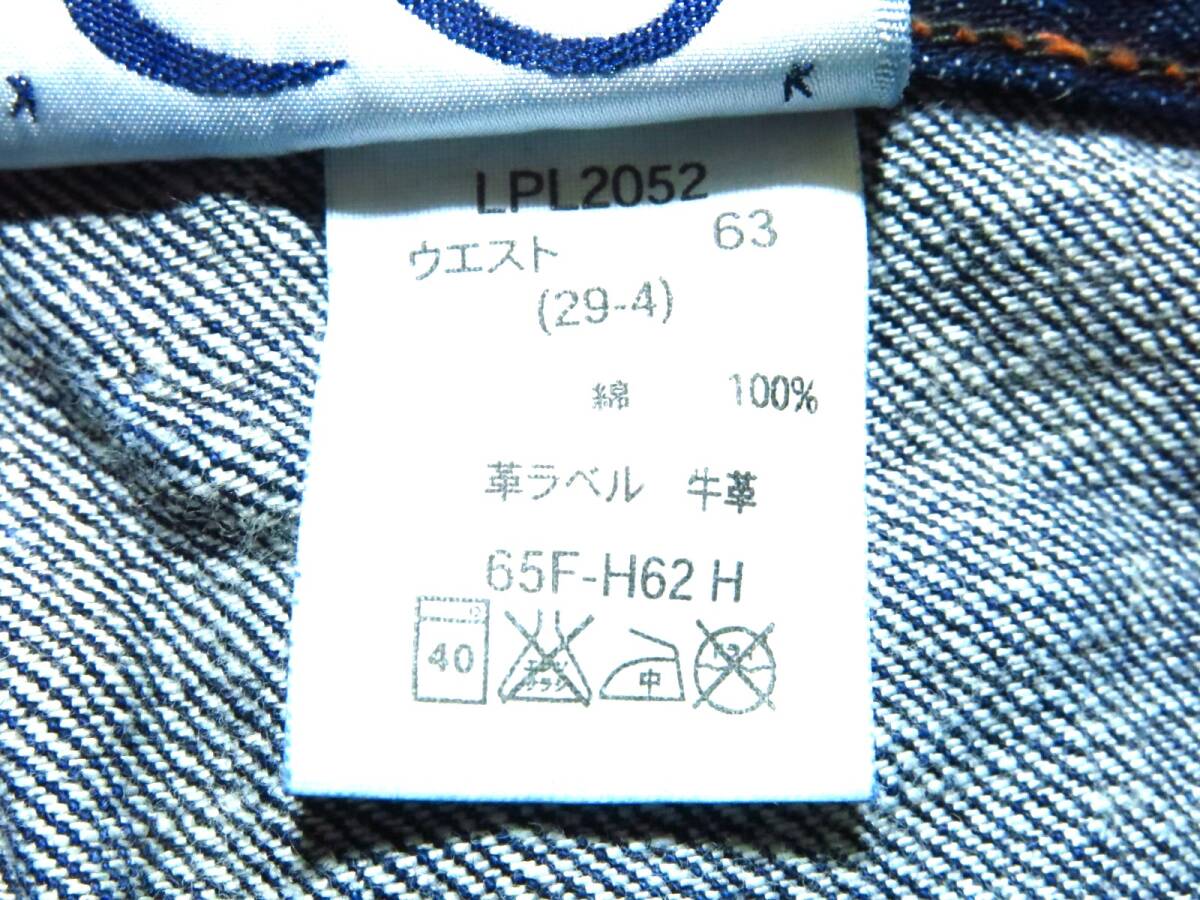 LPL2052
ウエスト 63
(29-4)
綿 100%
革ラベル 牛革
65F-H62 H
40
中